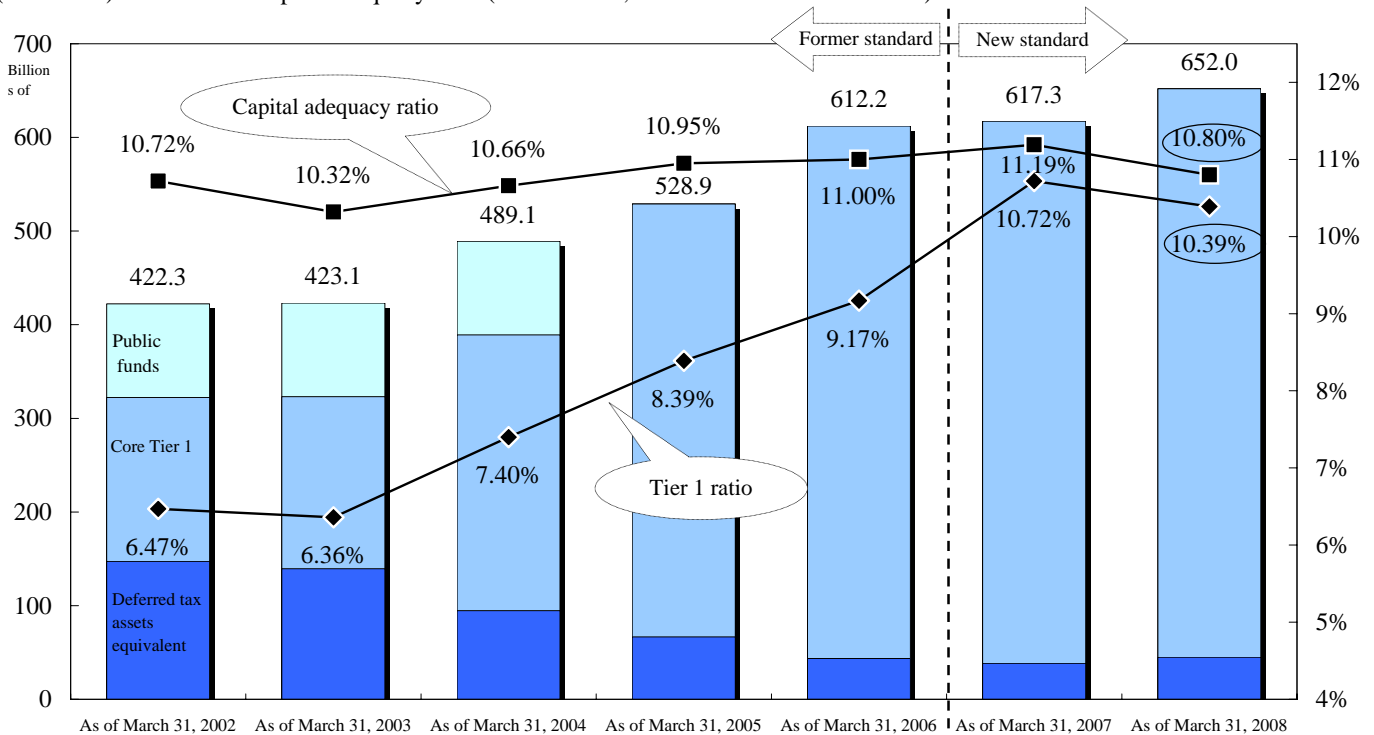 Former standard
New standard
700
Billion
s of
600
500
400
300
200
100
0
12%
11%
10%
9%
8%
7%
6%
5%
4%
Capital adequacy ratio
10.72%
10.32%
10.66%
10.95%
11.00%
11.19%
10.80%
422.3
423.1
489.1
528.9
612.2
617.3
652.0
Public
funds
Core Tier 1
Deferred tax
assets
equivalent
6.47%
6.36%
7.40%
8.39%
9.17%
10.72%
10.39%
Tier 1 ratio
As of March 31, 2002
As of March 31, 2003
As of March 31, 2004
As of March 31, 2005
As of March 31, 2006
As of March 31, 2007
As of March 31, 2008